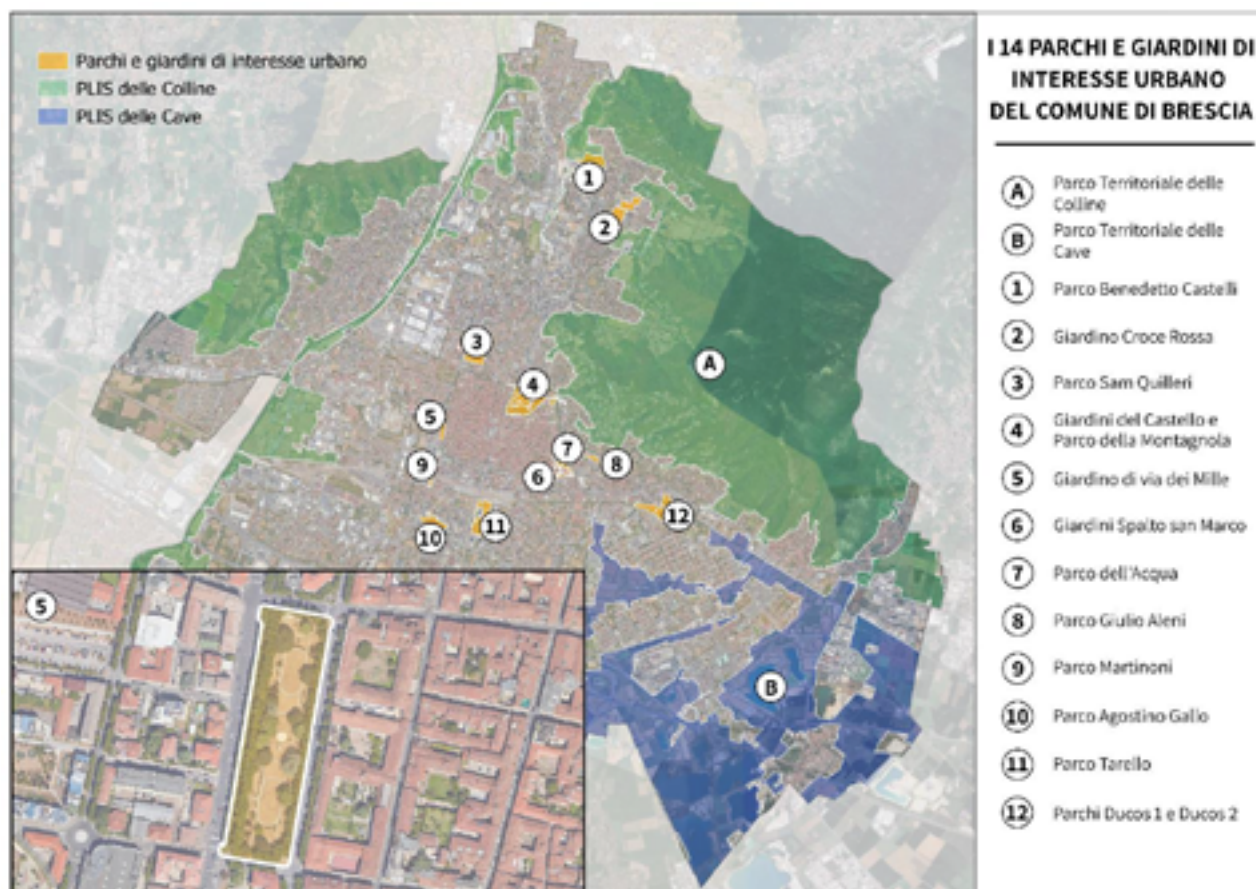 Parchi e giardini di interesse urbano
PLIS delle Colline
PLIS delle Cave
1
2
3
4
5
6
7
8
9
10
11
12
A
B
5
I 14 PARCHI E GIARDINI DI
INTERESSE URBANO
DEL COMUNE DI BRESCIA
A Parco Territoriale delle
Colline
B Parco Territoriale delle
Cave
1 Parco Benedetto Castelli
2 Giardino Croce Rossa
3 Parco Sam Quilleri
4 Giardini del Castello e
Parco della Montagnola
5 Giardino di via dei Mille
6 Giardini Spalto san Marco
7 Parco dell'Acqua
8 Parco Giulio Aleni
9 Parco Martinoni
10 Parco Agostino Gallo
11 Parco Tarello
12 Parchi Ducos 1 e Ducos 2